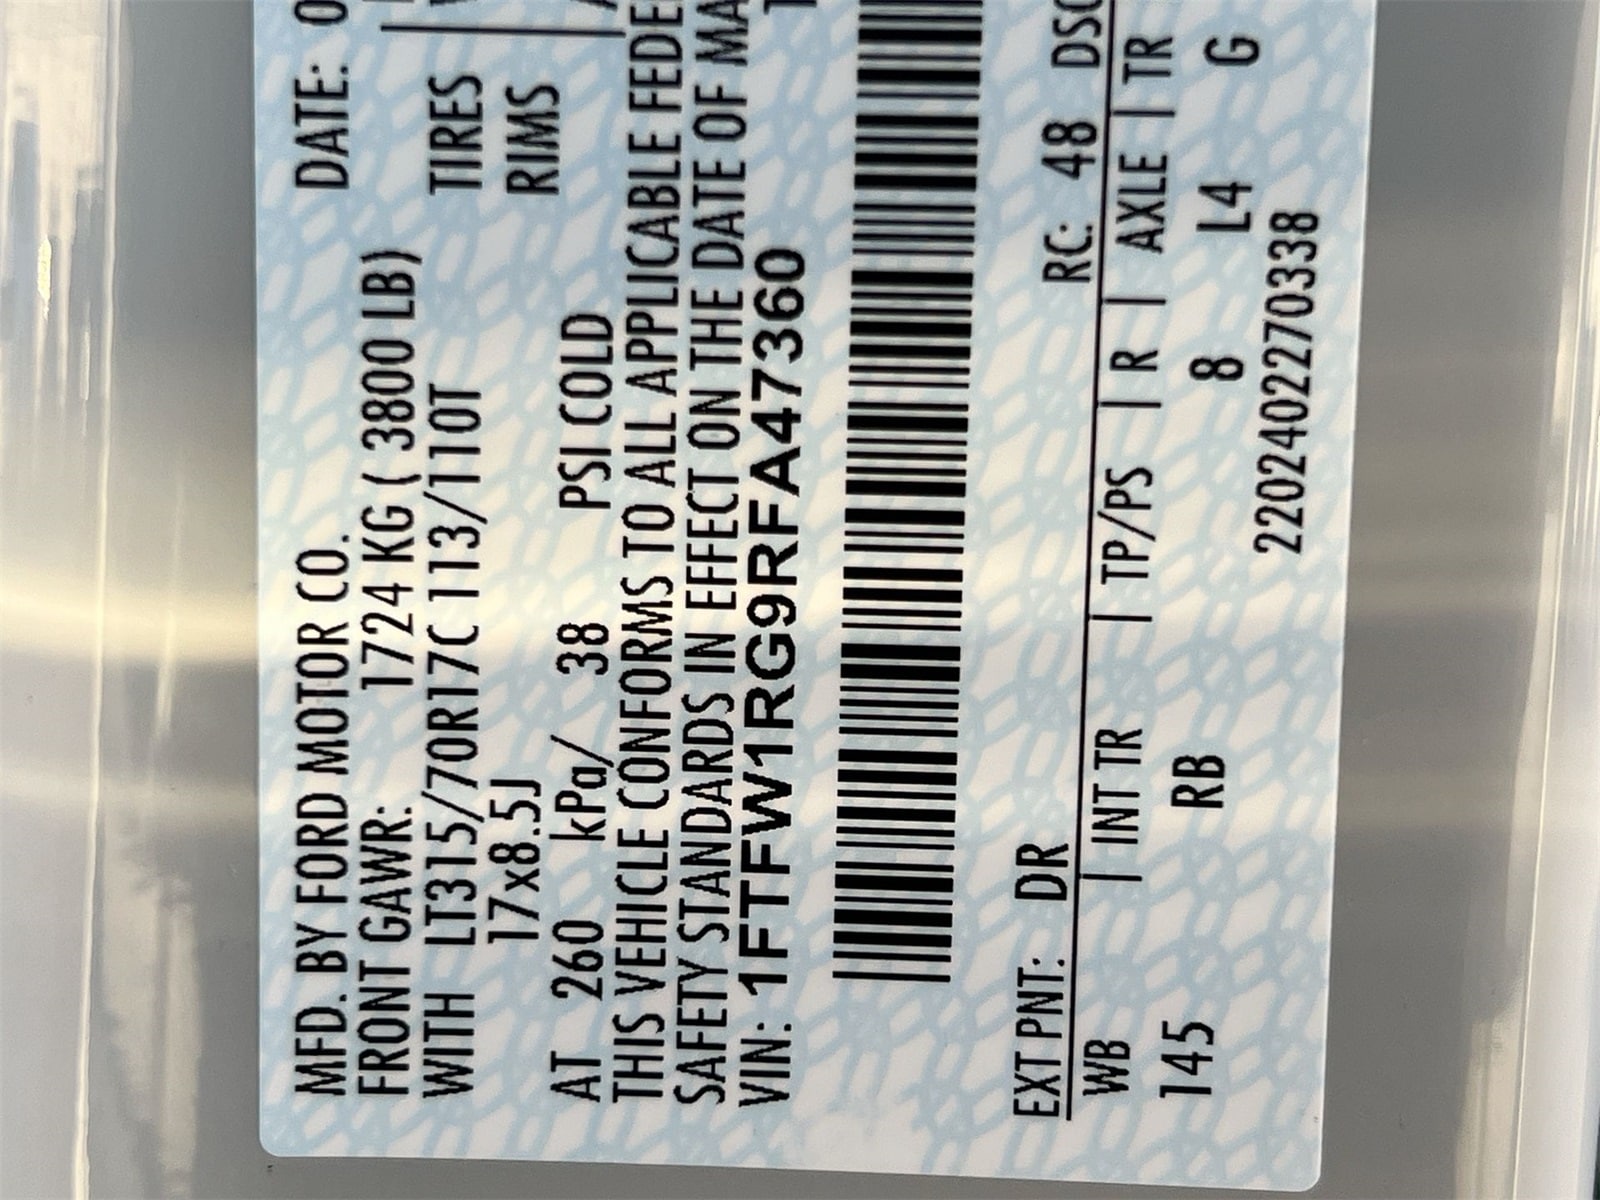 MFD. BY FORD MOTOR CO. DATE: 0
FRONT GAWR: 1724 KG ( 3800 LB)
WITH LT315/70R17C 113/110T TIRES
17x8.5J RIMS
AT 260 kPa/ 38 PSI COLD
THIS VEHICLE CONFORMS TO ALL APPLICABLE FEDE
SAFETY STANDARDS IN EFFECT ON THE DATE OF MA
VIN: 1FTFW1RG9RFA47360
EXT PNT: DR RC: 48 DSO
WB | INT TR | TP/PS | R | AXLE | TR
145 RB 8 L4 G
2202402270338